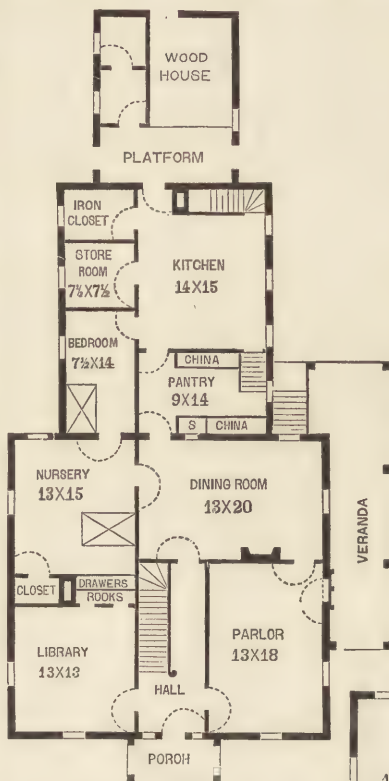 WOOD
HOUSE
PLATFORM
IRON
CLOSET
STORE
ROOM
7½X7½
KITCHEN
14X15
BEDROOM
7½X14
CHINA
PANTRY
9X14
S
CHINA
NURSERY
13X15
DINING ROOM
13X20
VERANDA
CLOSET
DRAWERS
ROOKS
LIBRARY
13X13
PARLOR
13X18
HALL
PORCH